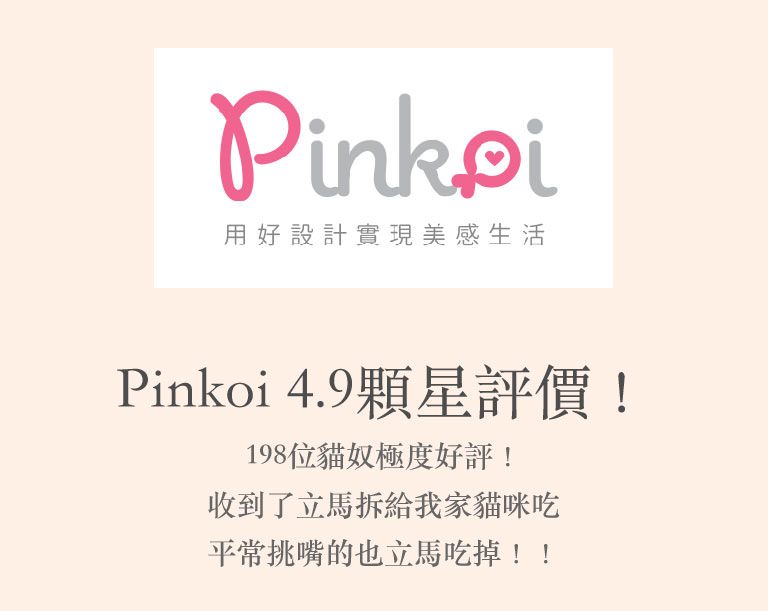 Pinkoi
用好設計實現美感生活
Pinkoi 4.9顆星評價！
198位貓奴極度好評！
收到了立馬拆給我家貓咪吃
平常挑嘴的也立馬吃掉！！